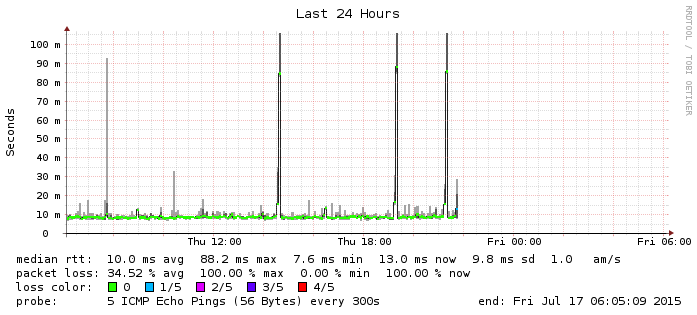 Last 24 Hours
RRDTOOL / TOBI OETIKER
Seconds
100 m
90 m
80 m
70 m
60 m
50 m
40 m
30 m
20 m
10 m
0
Thu 12:00 Thu 18:00 Fri 00:00 Fri 06:00
median rtt: 10.0 ms avg 88.2 ms max 7.6 ms min 13.0 ms now 9.8 ms sd 1.0 am/s
packet loss: 34.52 % avg 100.00 % max 0.00 % min 100.00 % now
loss color: 0 1/5 2/5 3/5 4/5
probe: 5 ICMP Echo Pings (56 Bytes) every 300s end: Fri Jul 17 06:05:09 2015